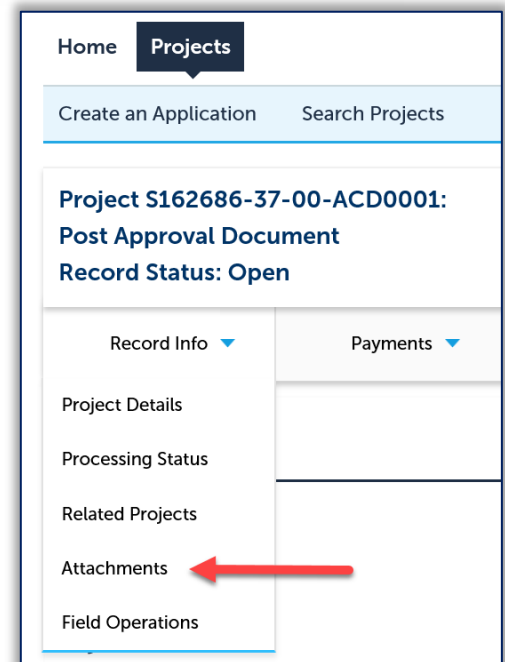 Home Projects
Create an Application Search Projects
Project S162686-37-00-ACD0001:
Post Approval Document
Record Status: Open
Record Info Payments
Project Details
Processing Status
Related Projects
Attachments
Field Operations